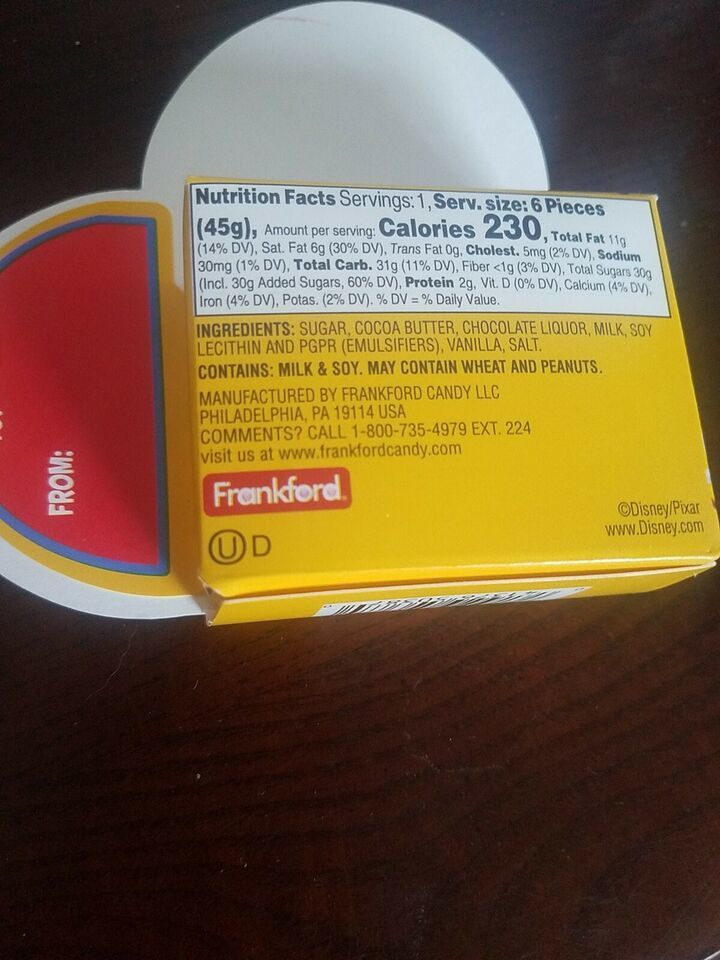 Nutrition Facts Servings: 1, Serv. size: 6 Pieces
(45g), Amount per serving: Calories 230, Total Fat 11g
(14% DV), Sat. Fat 6g (30% DV), Trans Fat 0g, Cholest. 5mg (2% DV), Sodium
30mg (1% DV), Total Carb. 31g (11% DV), Fiber <1g (3% DV), Total Sugars 30g
(Incl. 30g Added Sugars, 60% DV), Protein 2g, Vit. D (0% DV), Calcium (4% DV),
Iron (4% DV), Potas. (2% DV). % DV = % Daily Value.
INGREDIENTS: SUGAR, COCOA BUTTER, CHOCOLATE LIQUOR, MILK, SOY
LECITHIN AND PGPR (EMULSIFIERS), VANILLA, SALT.
CONTAINS: MILK & SOY. MAY CONTAIN WHEAT AND PEANUTS.
MANUFACTURED BY FRANKFORD CANDY LLC
PHILADELPHIA, PA 19114 USA
COMMENTS? CALL 1-800-735-4979 EXT. 224
visit us at www.frankfordcandy.com
Frankford
U D
©Disney/Pixar
www.Disney.com
FROM: